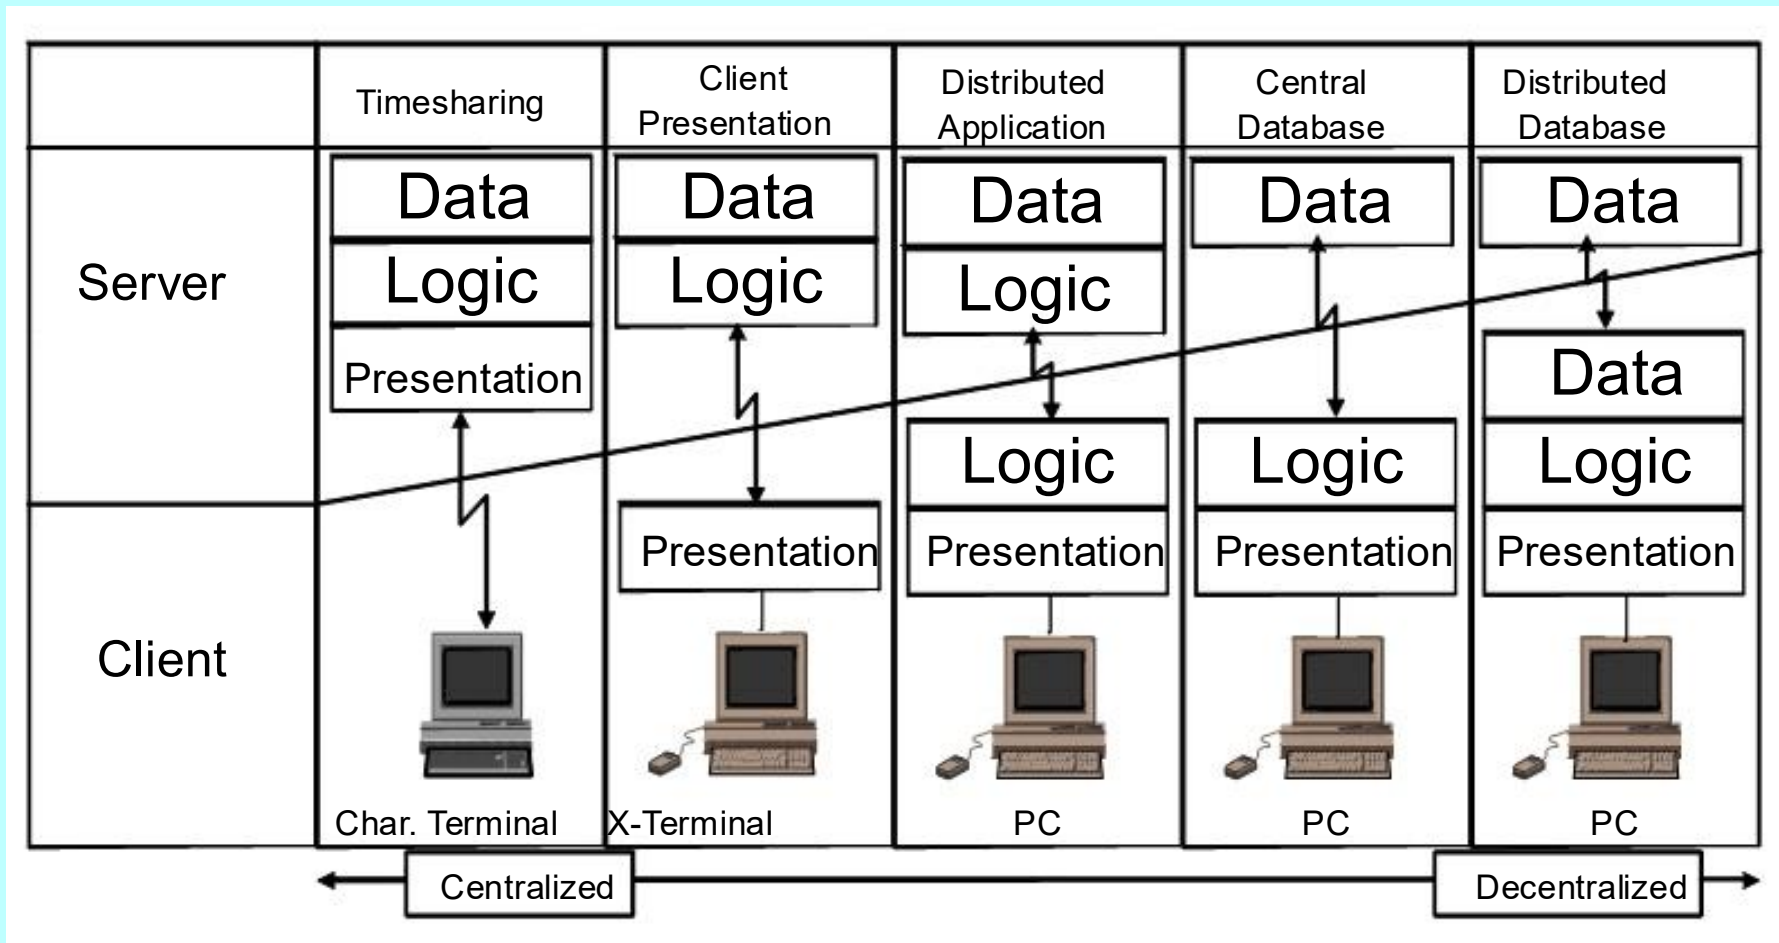 Timesharing
Client
Presentation
Distributed
Application
Central
Database
Distributed
Database
Server
Data
Logic
Presentation
Data
Logic
Data
Logic
Data
Data
Client
Presentation
Logic
Presentation
Logic
Presentation
Data
Logic
Presentation
Char. Terminal
X-Terminal
PC
PC
PC
Centralized
Decentralized